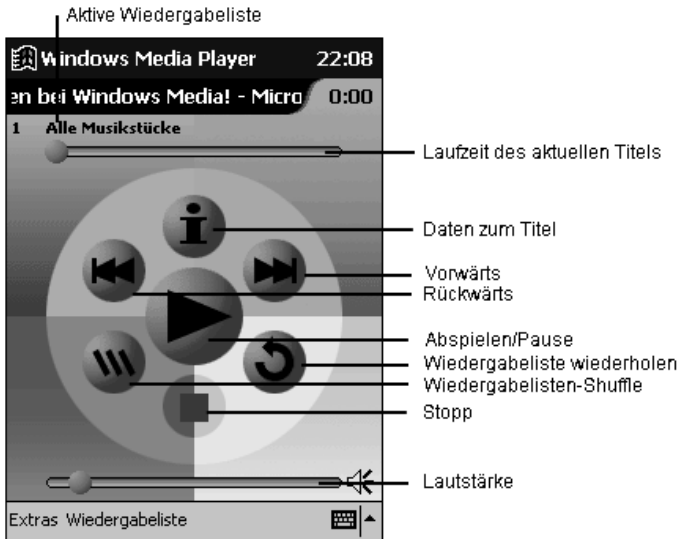 Aktive Wiedergabeliste
Windows Media Player 22:08
en bei Windows Media! - Micro 0:00
1 Alle Musikstücke
Laufzeit des aktuellen Titels
Daten zum Titel
Vorwärts
Rückwärts
Abspielen/Pause
Wiedergabeliste wiederholen
Wiedergabelisten-Shuffle
Stopp
Lautstärke
Extras Wiedergabeliste